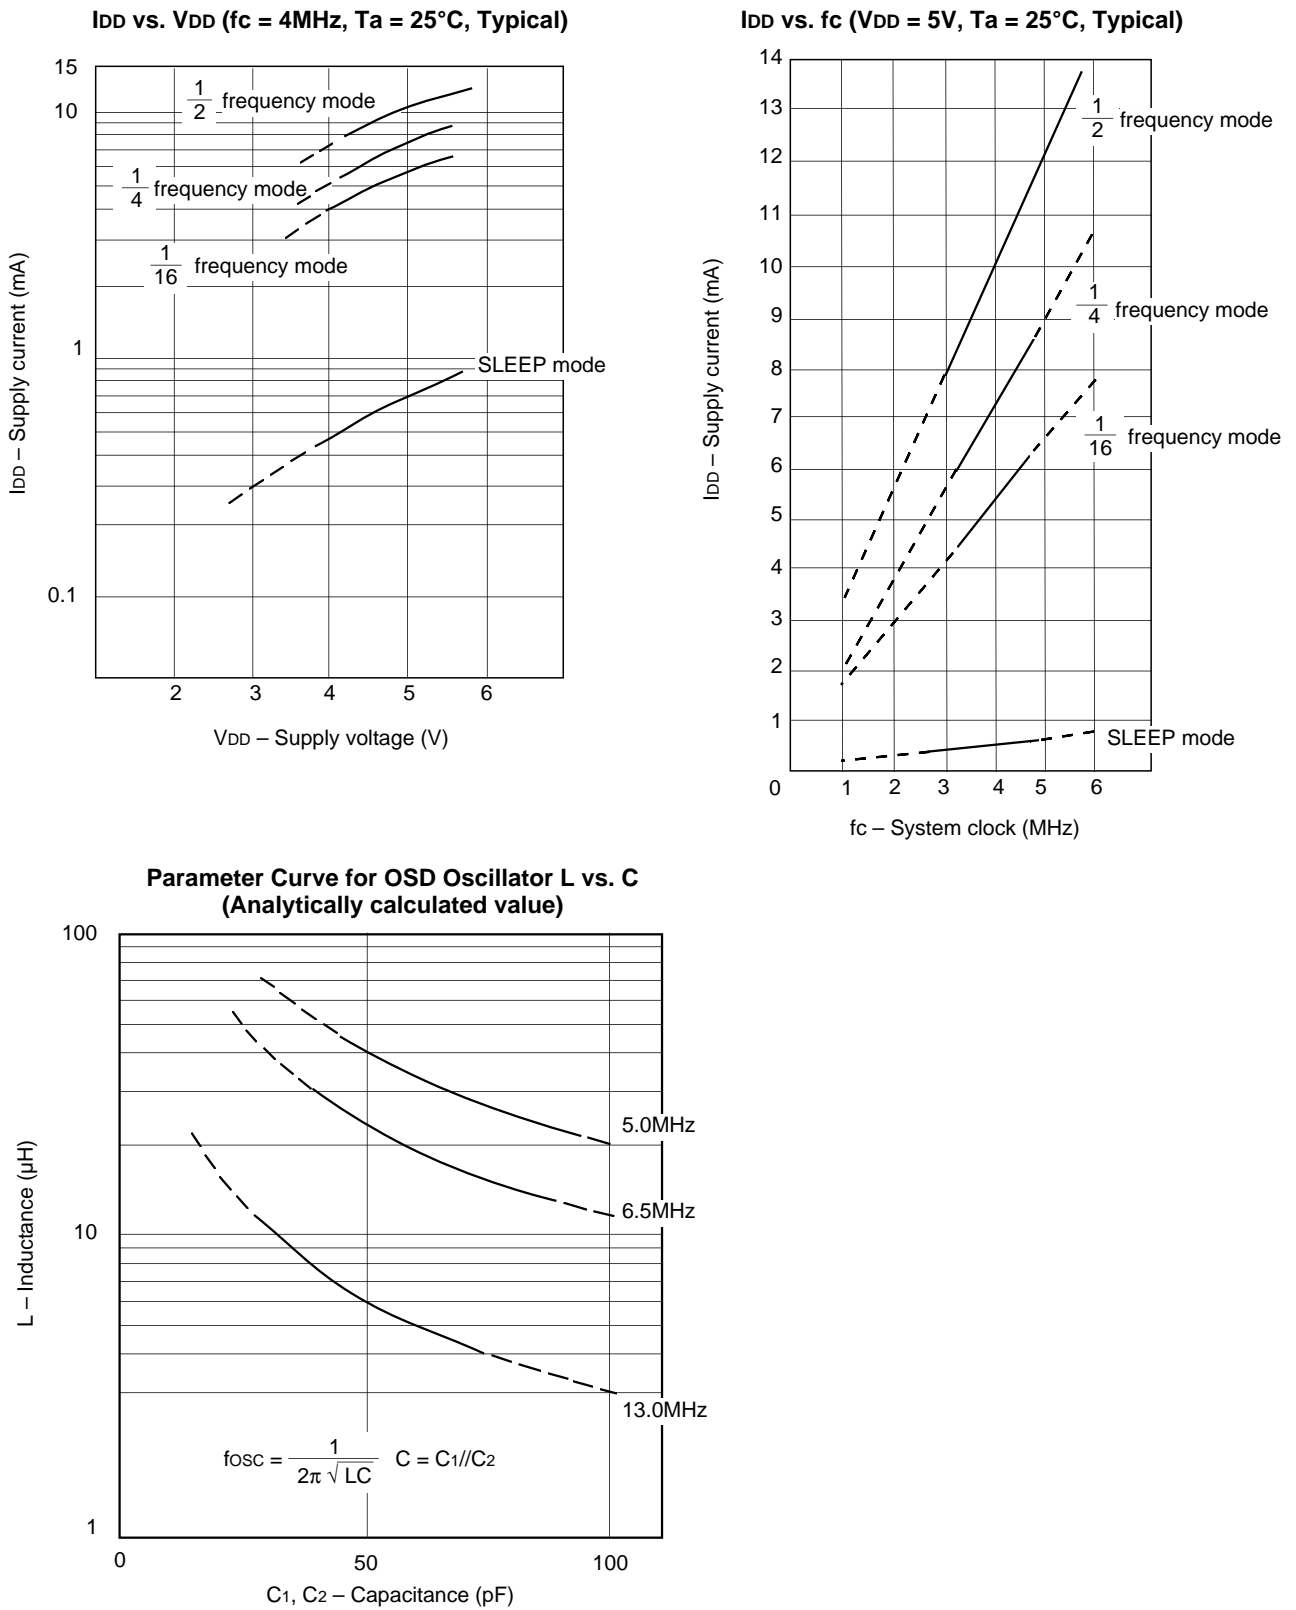 IDD vs. VDD (fc = 4MHz, Ta = 25°C, Typical)
15
10
1
0.1
1/2 frequency mode
1/4 frequency mode
1/16 frequency mode
SLEEP mode
IDD – Supply current (mA)
2 3 4 5 6
VDD – Supply voltage (V)
IDD vs. fc (VDD = 5V, Ta = 25°C, Typical)
14
13
12
11
10
9
8
7
6
5
4
3
2
1
1/2 frequency mode
1/4 frequency mode
1/16 frequency mode
SLEEP mode
IDD – Supply current (mA)
0 1 2 3 4 5 6
fc – System clock (MHz)
Parameter Curve for OSD Oscillator L vs. C
(Analytically calculated value)
100
10
1
5.0MHz
6.5MHz
13.0MHz
L – Inductance (µH)
fosc = 1/(2π √LC) C = C1//C2
0 50 100
C1, C2 – Capacitance (pF)